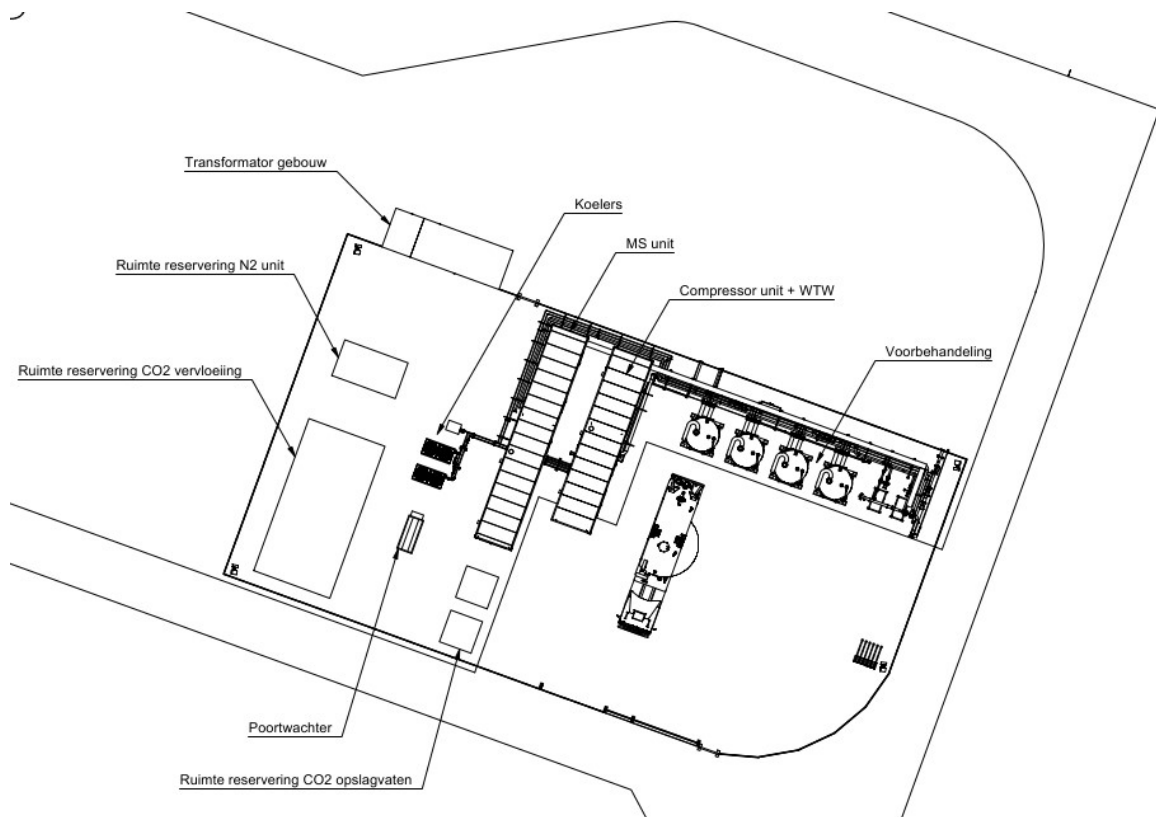 Transformator gebouw
Koelers
MS unit
Ruimte reservering N2 unit
Compressor unit + WTW
Voorbehandeling
Ruimte reservering CO2 vervloeiing
Poortwachter
Ruimte reservering CO2 opslagvaten